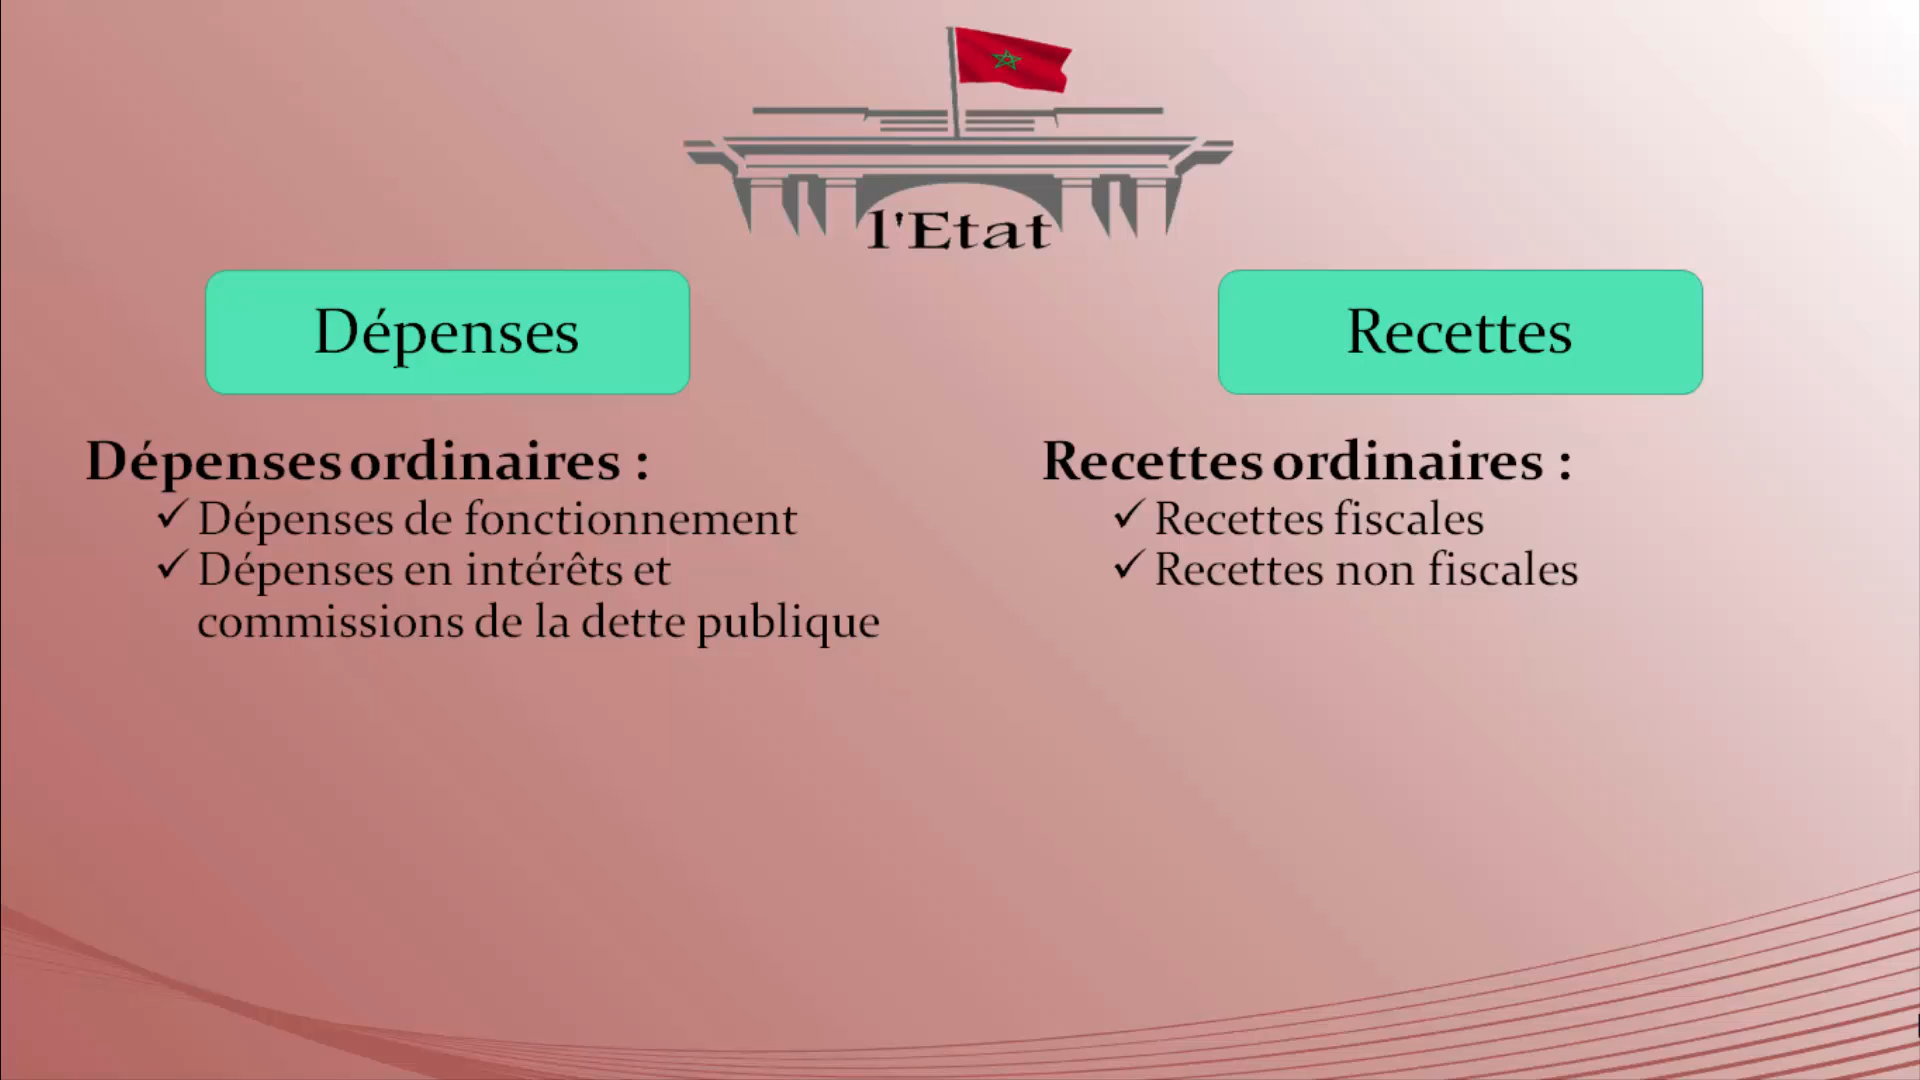 l'Etat
Dépenses
Recettes
Dépenses ordinaires :
✓ Dépenses de fonctionnement
✓ Dépenses en intérêts et
commissions de la dette publique
Recettes ordinaires :
✓ Recettes fiscales
✓ Recettes non fiscales